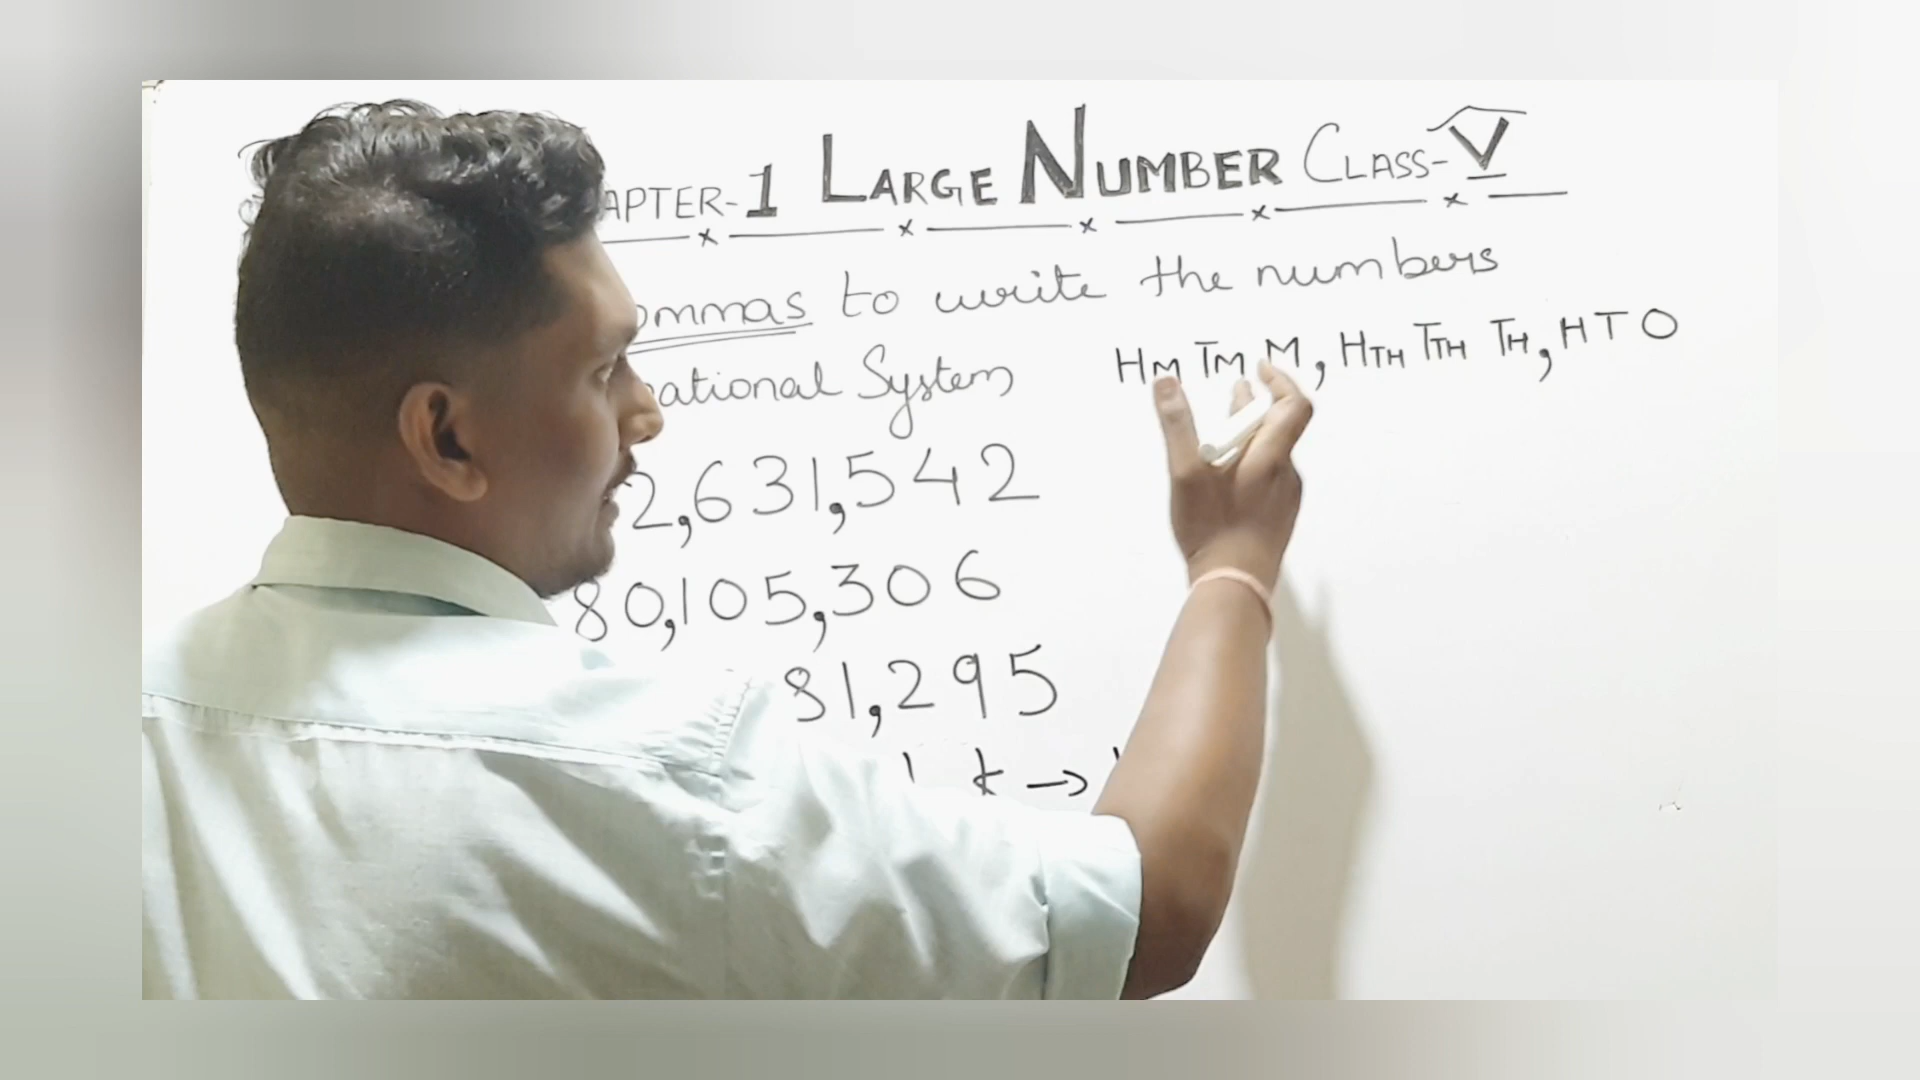 APTER-1 LARGE NUMBER CLASS-V
ommas to write the numbers
ational System
HM TM M, HTH TTH TH, H T O
2,631,542
80,105,306
81,295